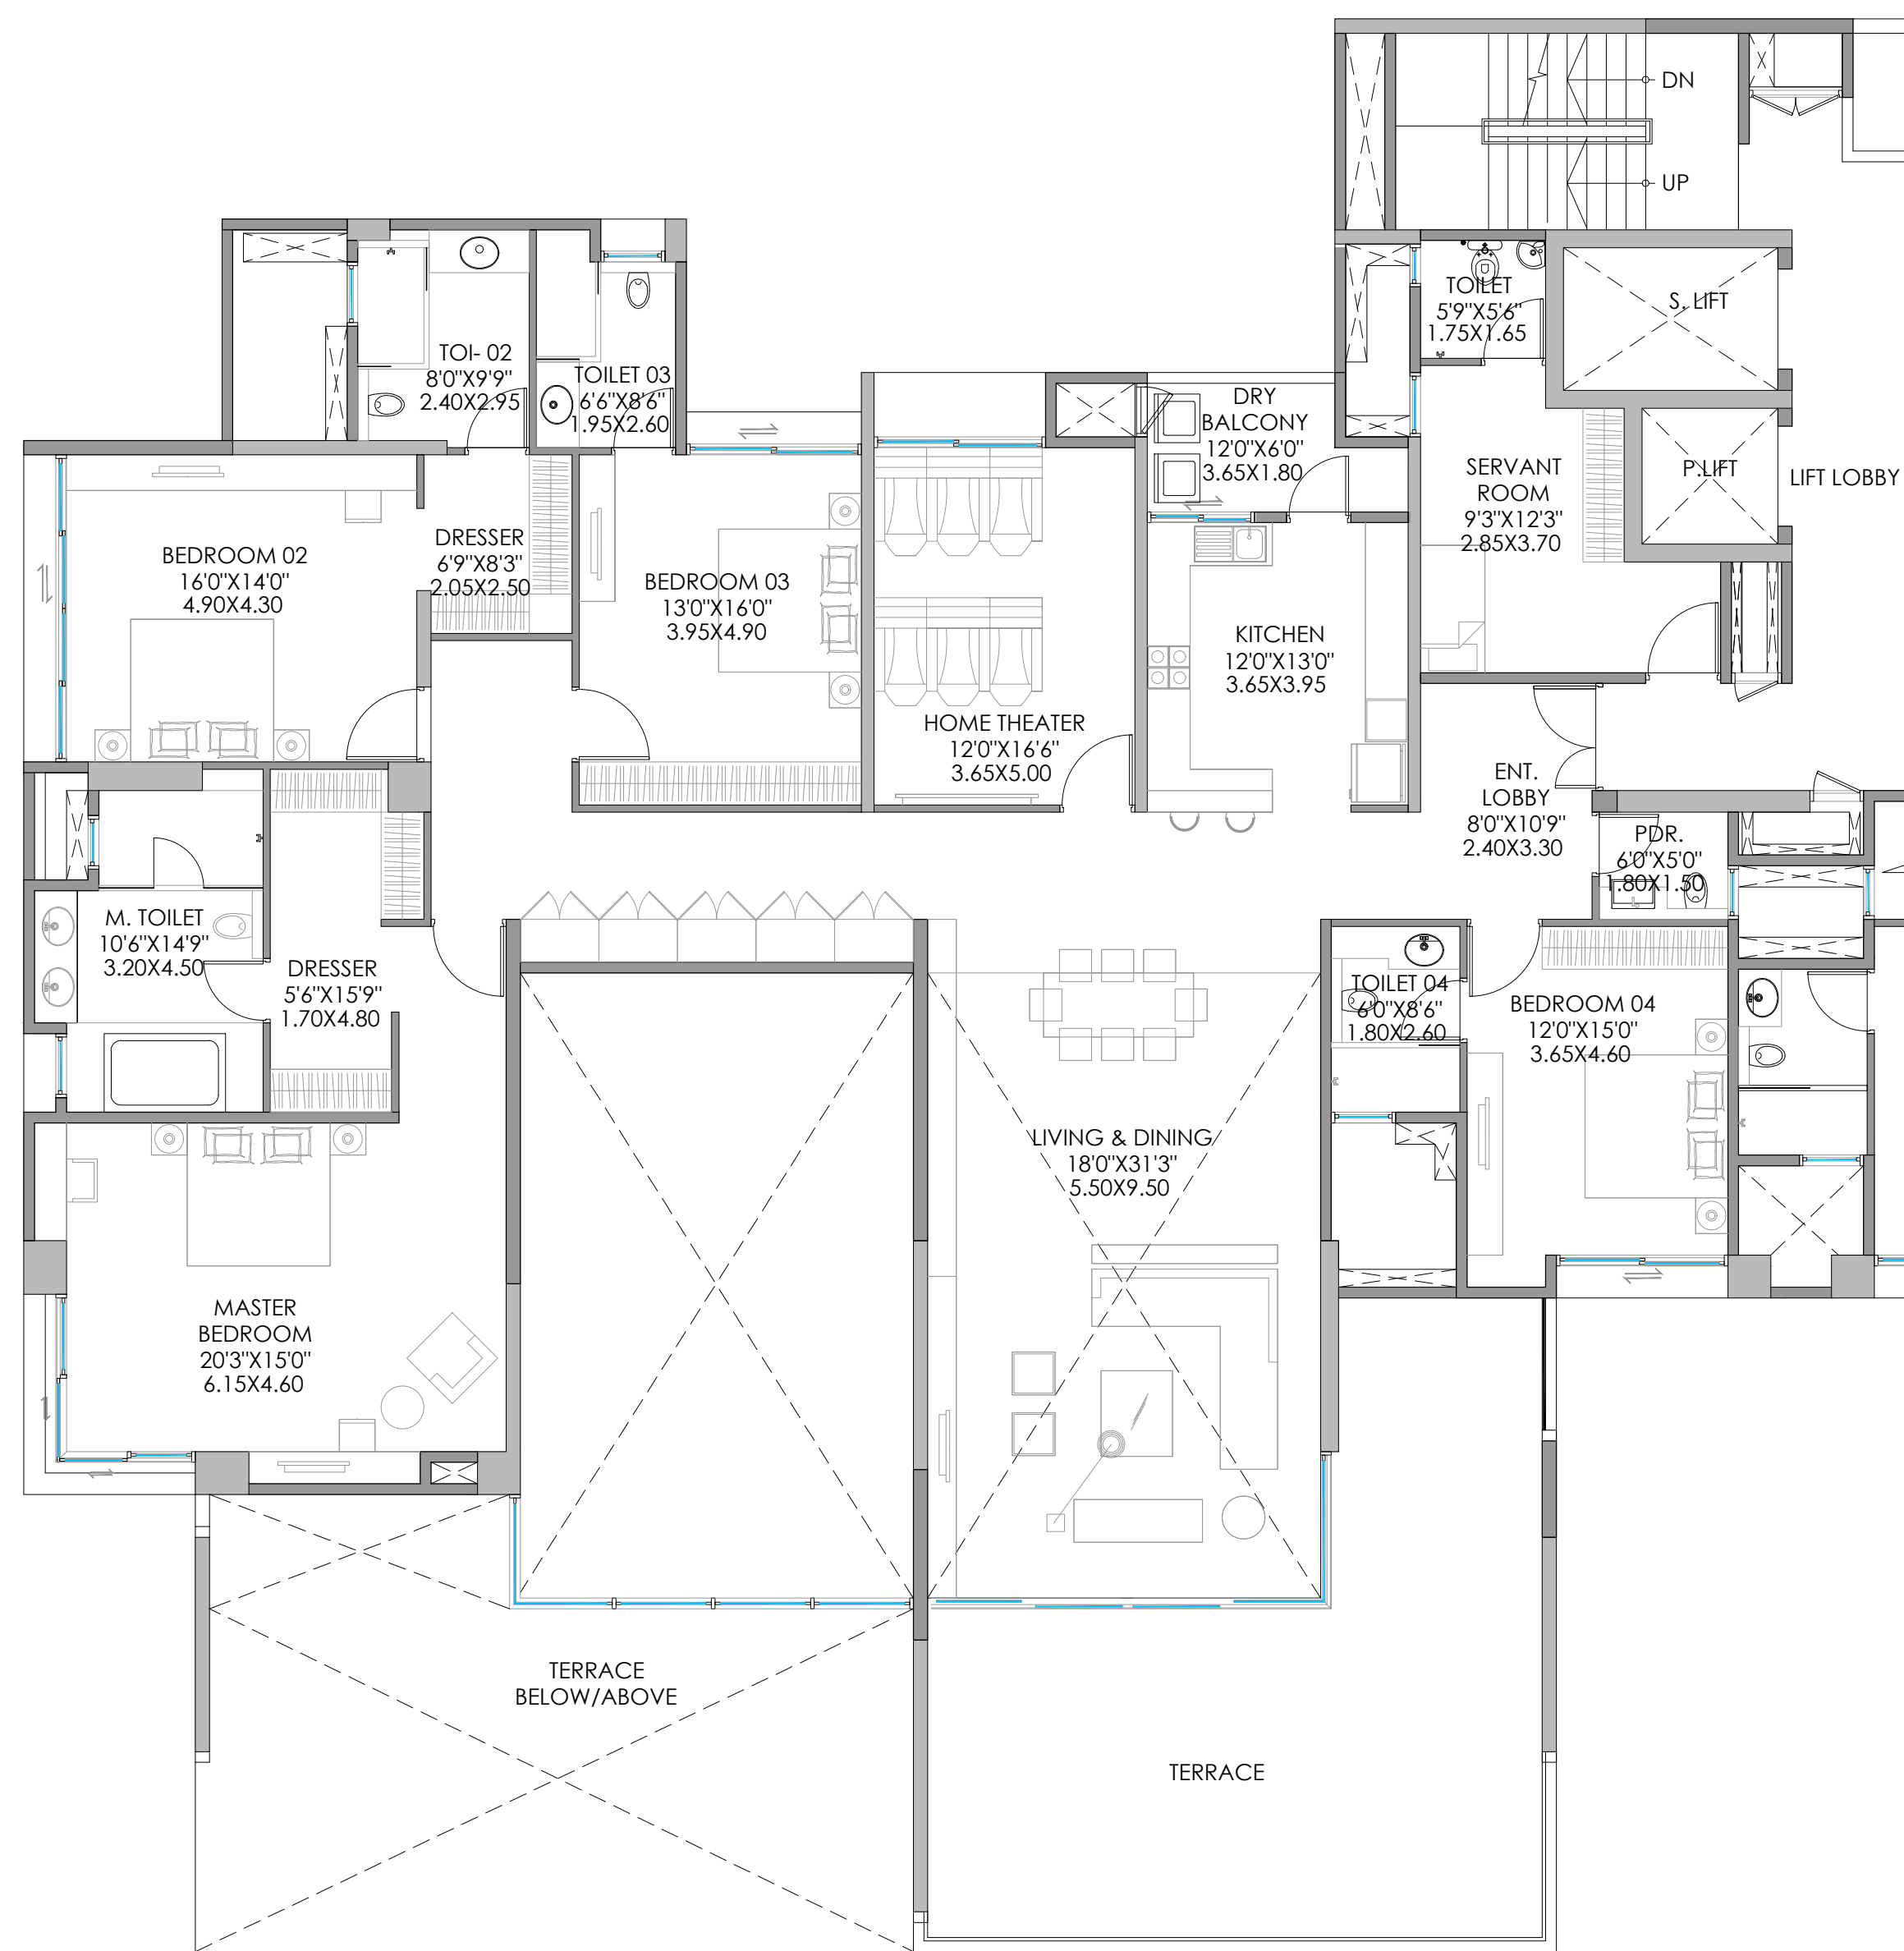 DN
UP
TOILET
5'9"X5'6"
1.75X1.65
S. LIFT
TOI- 02
8'0"X9'9"
2.40X2.95
TOILET 03
6'6"X8'6"
1.95X2.60
DRY
BALCONY
12'0"X6'0"
3.65X1.80
SERVANT
ROOM
9'3"X12'3"
2.85X3.70
P.LIFT
LIFT LOBBY
BEDROOM 02
16'0"X14'0"
4.90X4.30
DRESSER
6'9"X8'3"
2.05X2.50
BEDROOM 03
13'0"X16'0"
3.95X4.90
KITCHEN
12'0"X13'0"
3.65X3.95
HOME THEATER
12'0"X16'6"
3.65X5.00
ENT.
LOBBY
8'0"X10'9"
2.40X3.30
PDR.
6'0"X5'0"
1.80X1.50
M. TOILET
10'6"X14'9"
3.20X4.50
DRESSER
5'6"X15'9"
1.70X4.80
TOILET 04
6'0"X8'6"
1.80X2.60
BEDROOM 04
12'0"X15'0"
3.65X4.60
LIVING & DINING
18'0"X31'3"
5.50X9.50
MASTER
BEDROOM
20'3"X15'0"
6.15X4.60
TERRACE
BELOW/ABOVE
TERRACE